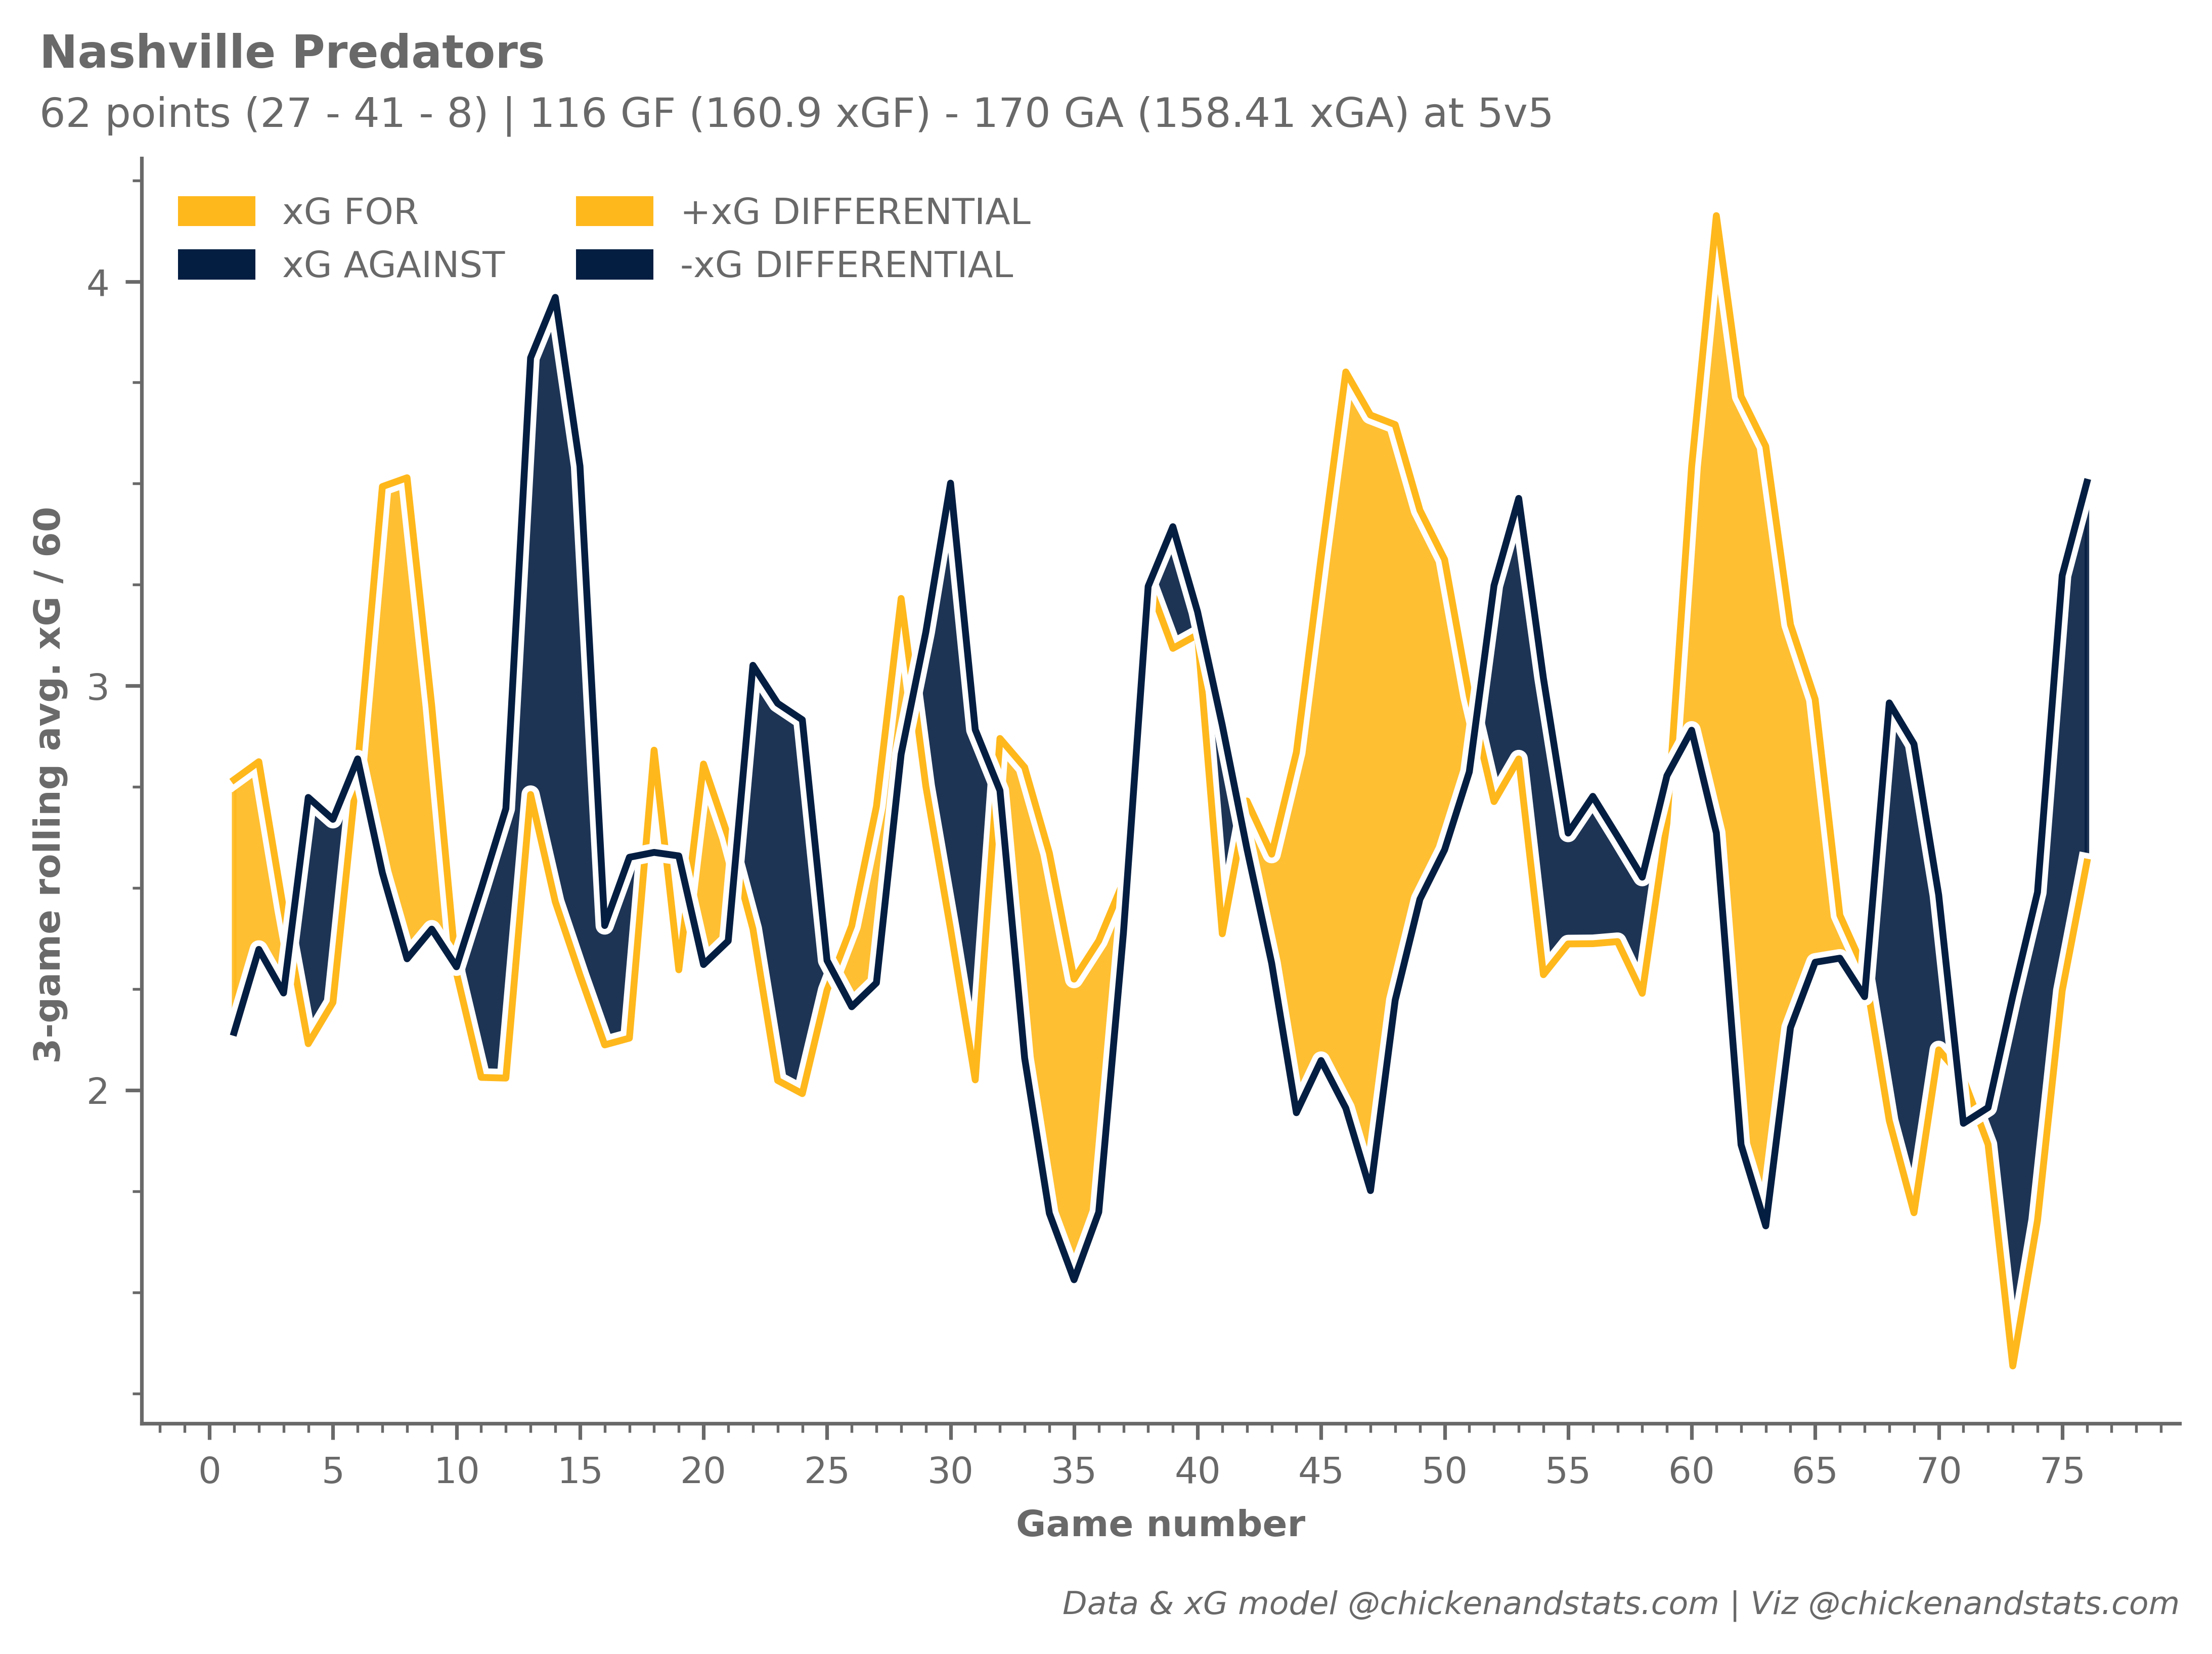 Nashville Predators
62 points (27 - 41 - 8) | 116 GF (160.9 xGF) - 170 GA (158.41 xGA) at 5v5
xG FOR
+xG DIFFERENTIAL
xG AGAINST
-xG DIFFERENTIAL
3-game rolling avg. xG / 60
4
3
2
0 5 10 15 20 25 30 35 40 45 50 55 60 65 70 75
Game number
Data & xG model @chickenandstats.com | Viz @chickenandstats.com